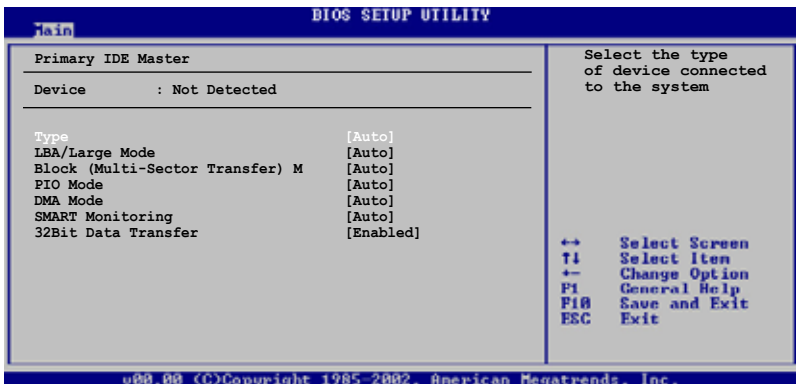 BIOS SETUP UTILITY
Main
Primary IDE Master
Device : Not Detected
Type [Auto]
LBA/Large Mode [Auto]
Block (Multi-Sector Transfer) M [Auto]
PIO Mode [Auto]
DMA Mode [Auto]
SMART Monitoring [Auto]
32Bit Data Transfer [Enabled]
Select the type
of device connected
to the system
↔ Select Screen
↑↓ Select Item
+- Change Option
F1 General Help
F10 Save and Exit
ESC Exit
v00.00 (C)Copyright 1985-2002, American Megatrends, Inc.